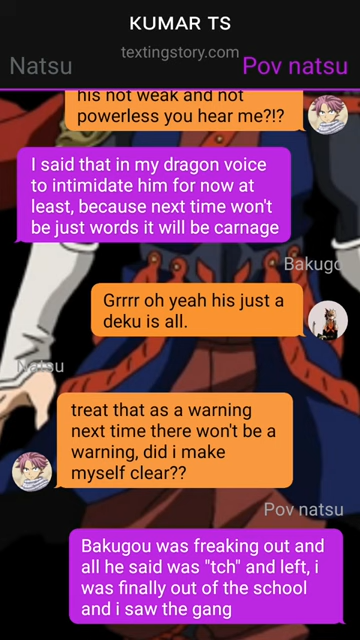 KUMAR TS
textingstory.com
Natsu
Pov natsu
his not weak and not
powerless you hear me?!?
I said that in my dragon voice
to intimidate him for now at
least, because next time won't
be just words it will be carnage
Bakugo
Grrrr oh yeah his just a
deku is all.
Natsu
treat that as a warning
next time there won't be a
warning, did i make
myself clear??
Pov natsu
Bakugou was freaking out and
all he said was "tch" and left, i
was finally out of the school
and i saw the gang